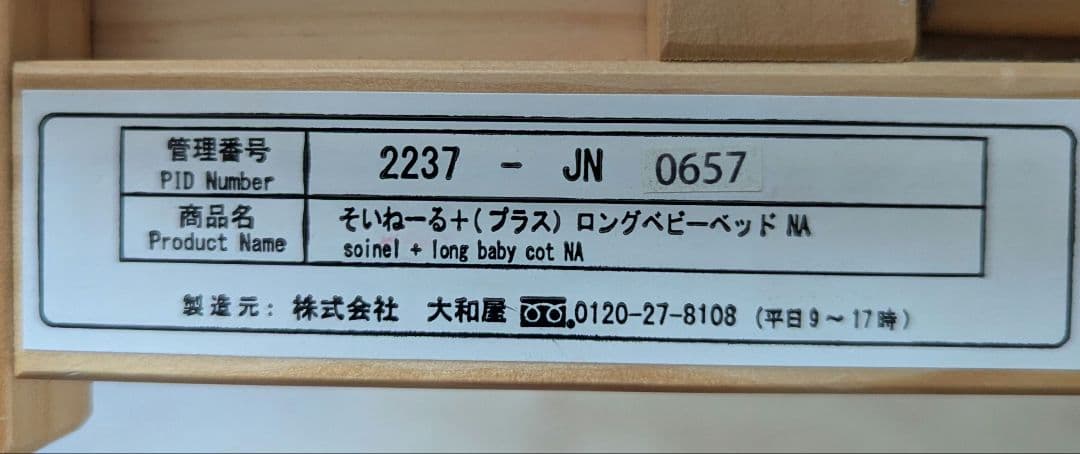 管理番号
PID Number
2237 - JN 0657
商品名
Product Name
そいねーる+(プラス) ロングベビーベッド NA
soinel + long baby cot NA
製造元: 株式会社 大和屋 0120-27-8108 (平日9~17時)